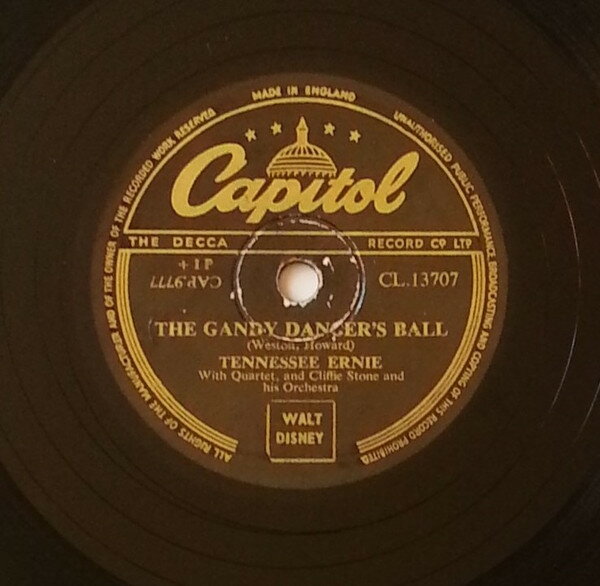 MADE IN ENGLAND
ALL RIGHTS OF THE MANUFACTURER AND OF THE OWNER OF THE RECORDED WORK RESERVED
UNAUTHORISED PUBLIC PERFORMANCE BROADCASTING AND COPYING OF THIS RECORD PROHIBITED
Capitol
THE DECCA RECORD CO LTP
+ I P
CAP.9777
CL.13707
THE GANDY DANCER'S BALL
(Weston, Howard)
TENNESSEE ERNIE
With Quartet, and Cliffie Stone and
his Orchestra
WALT
DISNEY